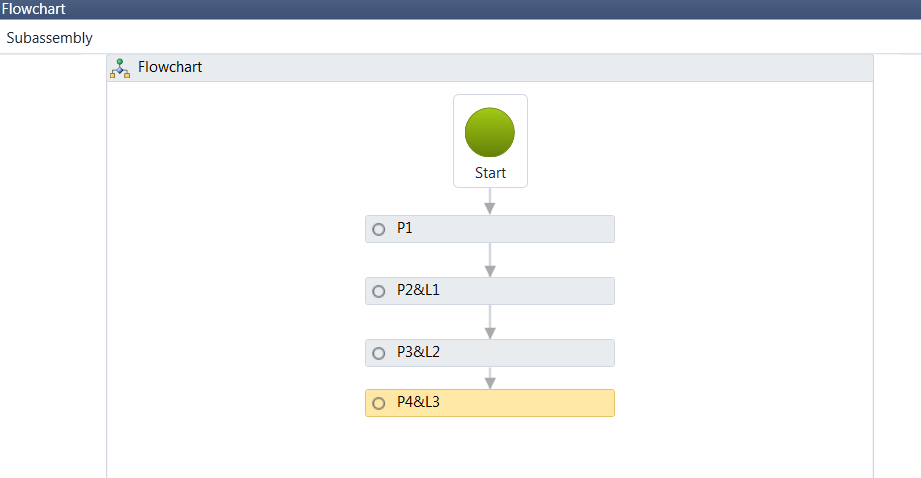 Flowchart
Subassembly
Flowchart
Start
P1
P2&L1
P3&L2
P4&L3